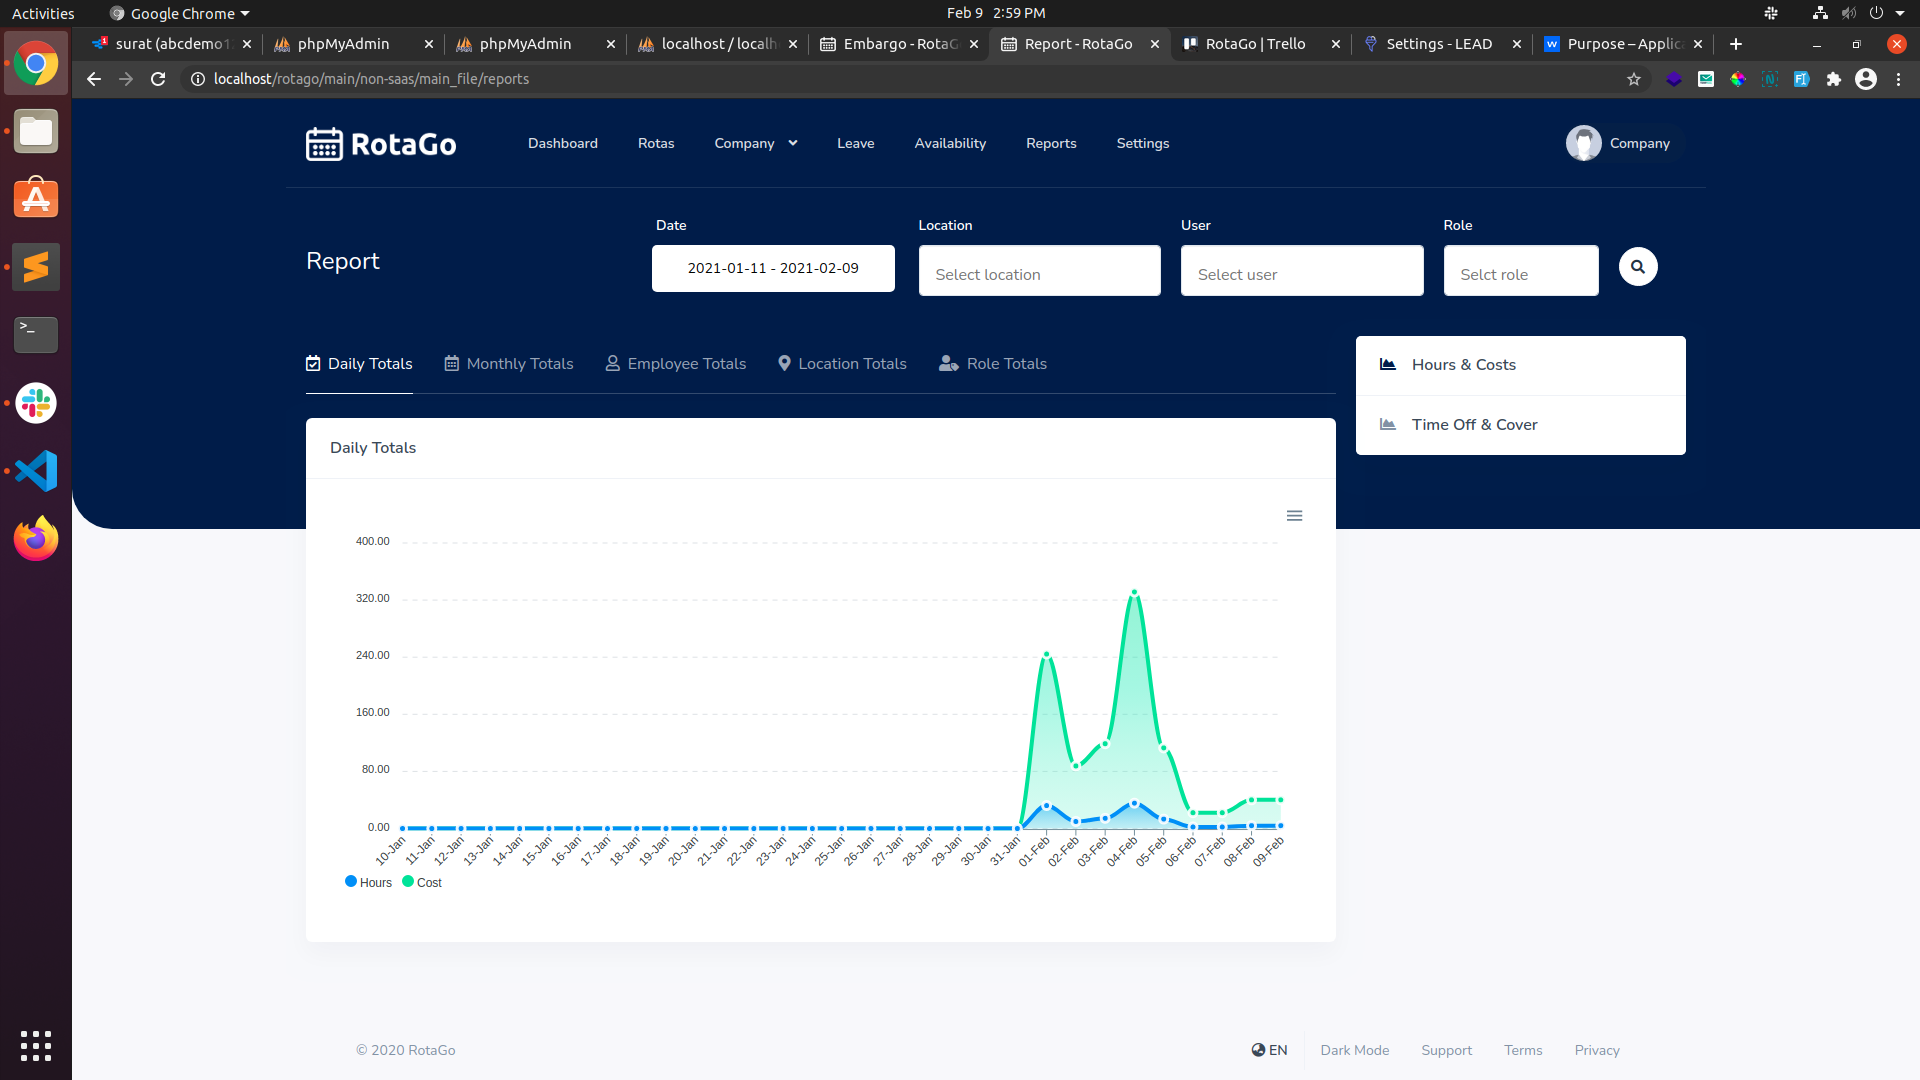 Activities
Google Chrome
Feb 9 2:59 PM
surat (abcdemo1
phpMyAdmin
phpMyAdmin
localhost / localh
Embargo - RotaG
Report - RotaGo
RotaGo | Trello
Settings - LEAD
Purpose – Applic
localhost/rotago/main/non-saas/main_file/reports
RotaGo
Dashboard
Rotas
Company
Leave
Availability
Reports
Settings
Company
Report
Date
Location
User
Role
2021-01-11 - 2021-02-09
Select location
Select user
Selct role
Daily Totals
Monthly Totals
Employee Totals
Location Totals
Role Totals
Hours & Costs
Time Off & Cover
Daily Totals
400.00
320.00
240.00
160.00
80.00
0.00
10-Jan
11-Jan
12-Jan
13-Jan
14-Jan
15-Jan
16-Jan
17-Jan
18-Jan
19-Jan
20-Jan
21-Jan
22-Jan
23-Jan
24-Jan
25-Jan
26-Jan
27-Jan
28-Jan
29-Jan
30-Jan
31-Jan
01-Feb
02-Feb
03-Feb
04-Feb
05-Feb
06-Feb
07-Feb
08-Feb
09-Feb
Hours
Cost
© 2020 RotaGo
EN
Dark Mode
Support
Terms
Privacy